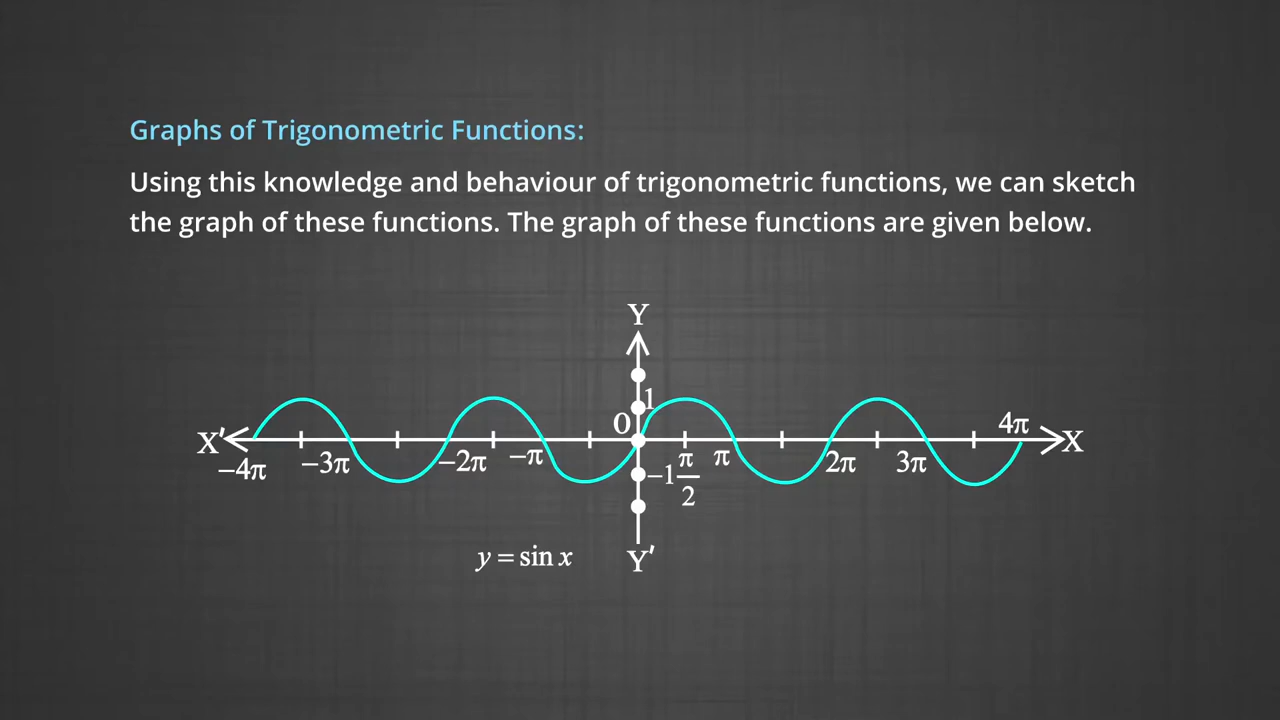 Graphs of Trigonometric Functions:
Using this knowledge and behaviour of trigonometric functions, we can sketch
the graph of these functions. The graph of these functions are given below.
Y
1
0
4π
X′
X
−4π
−3π
−2π
−π
−1
π/2
π
2π
3π
y = sin x
Y′